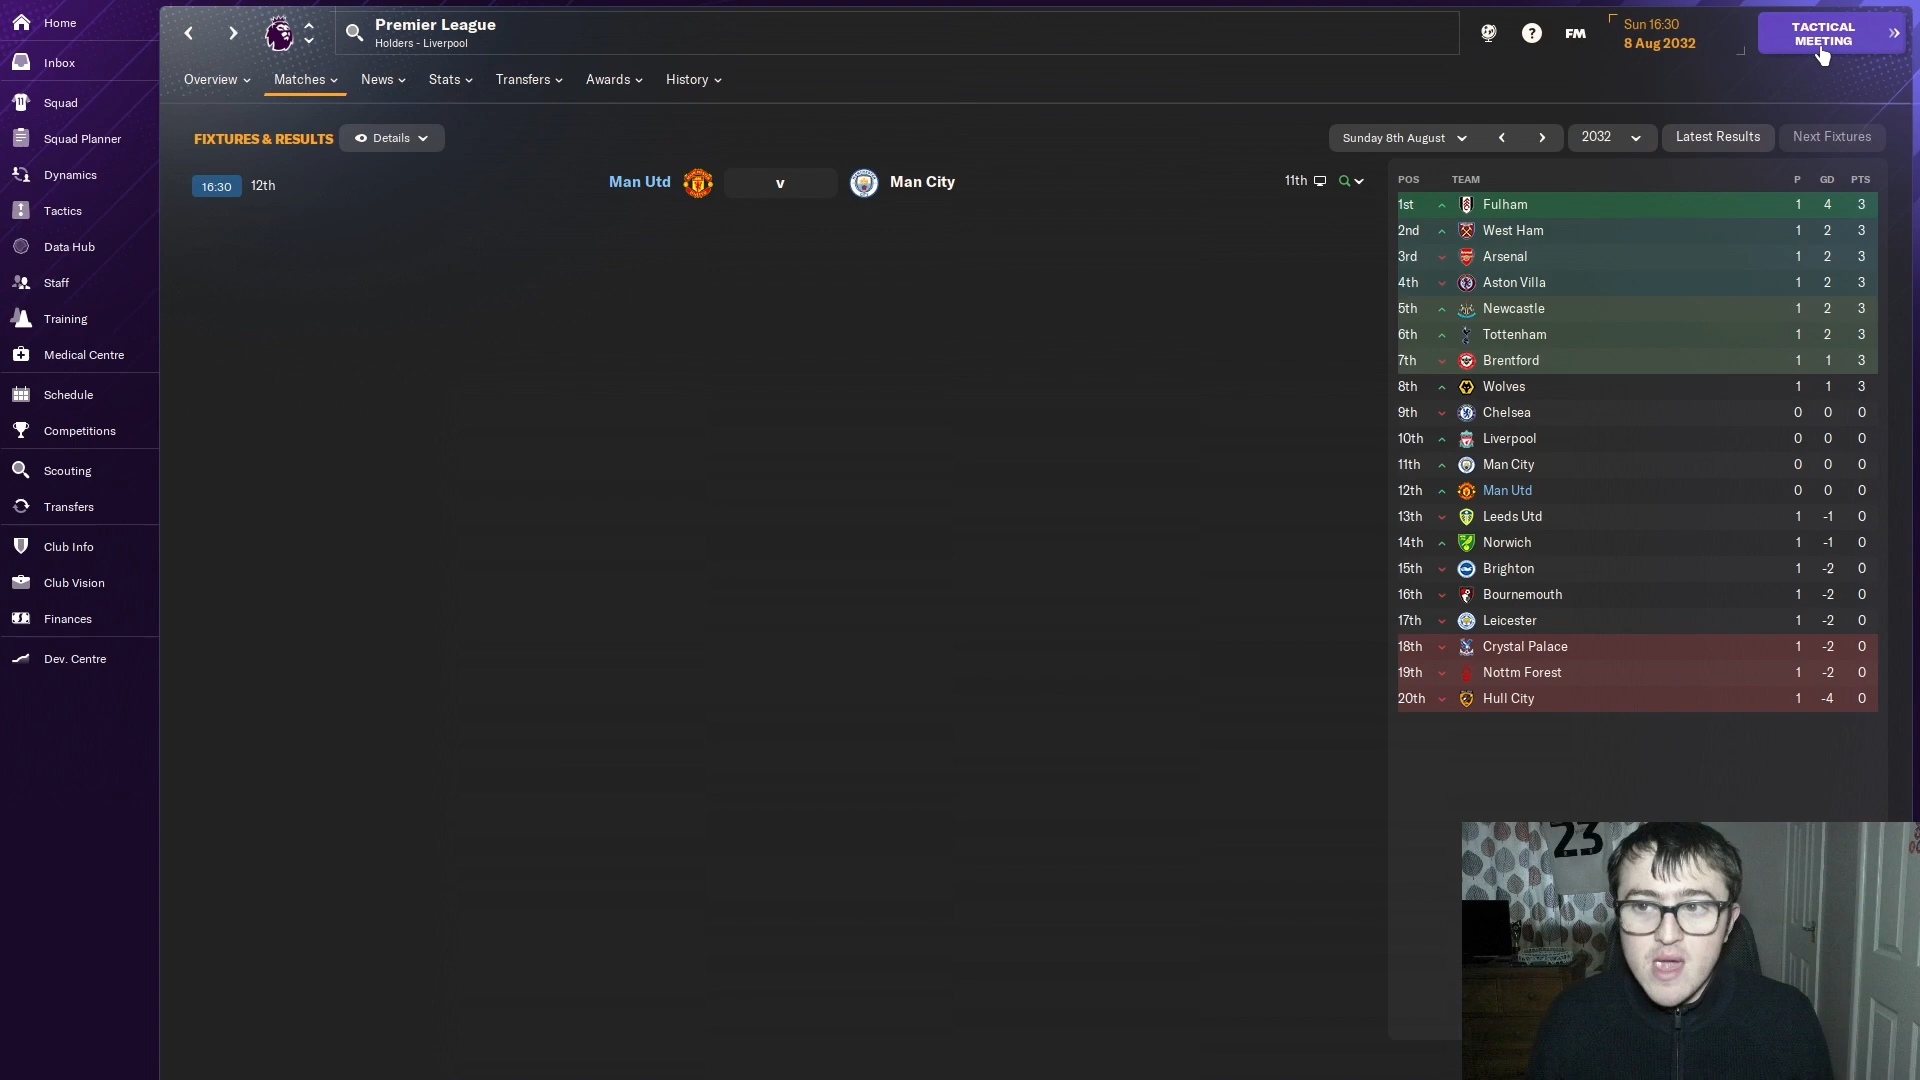 Home
Inbox
Squad
Squad Planner
Dynamics
Tactics
Data Hub
Staff
Training
Medical Centre
Schedule
Competitions
Scouting
Transfers
Club Info
Club Vision
Finances
Dev. Centre
Premier League
Holders - Liverpool
FM
Sun 16:30
8 Aug 2032
TACTICAL
MEETING
Overview Matches News Stats Transfers Awards History
FIXTURES & RESULTS Details
Sunday 8th August 2032 Latest Results Next Fixtures
16:30 12th Man Utd v Man City 11th
POS TEAM P GD PTS
1st Fulham 1 4 3
2nd West Ham 1 2 3
3rd Arsenal 1 2 3
4th Aston Villa 1 2 3
5th Newcastle 1 2 3
6th Tottenham 1 2 3
7th Brentford 1 1 3
8th Wolves 1 1 3
9th Chelsea 0 0 0
10th Liverpool 0 0 0
11th Man City 0 0 0
12th Man Utd 0 0 0
13th Leeds Utd 1 -1 0
14th Norwich 1 -1 0
15th Brighton 1 -2 0
16th Bournemouth 1 -2 0
17th Leicester 1 -2 0
18th Crystal Palace 1 -2 0
19th Nottm Forest 1 -2 0
20th Hull City 1 -4 0
23